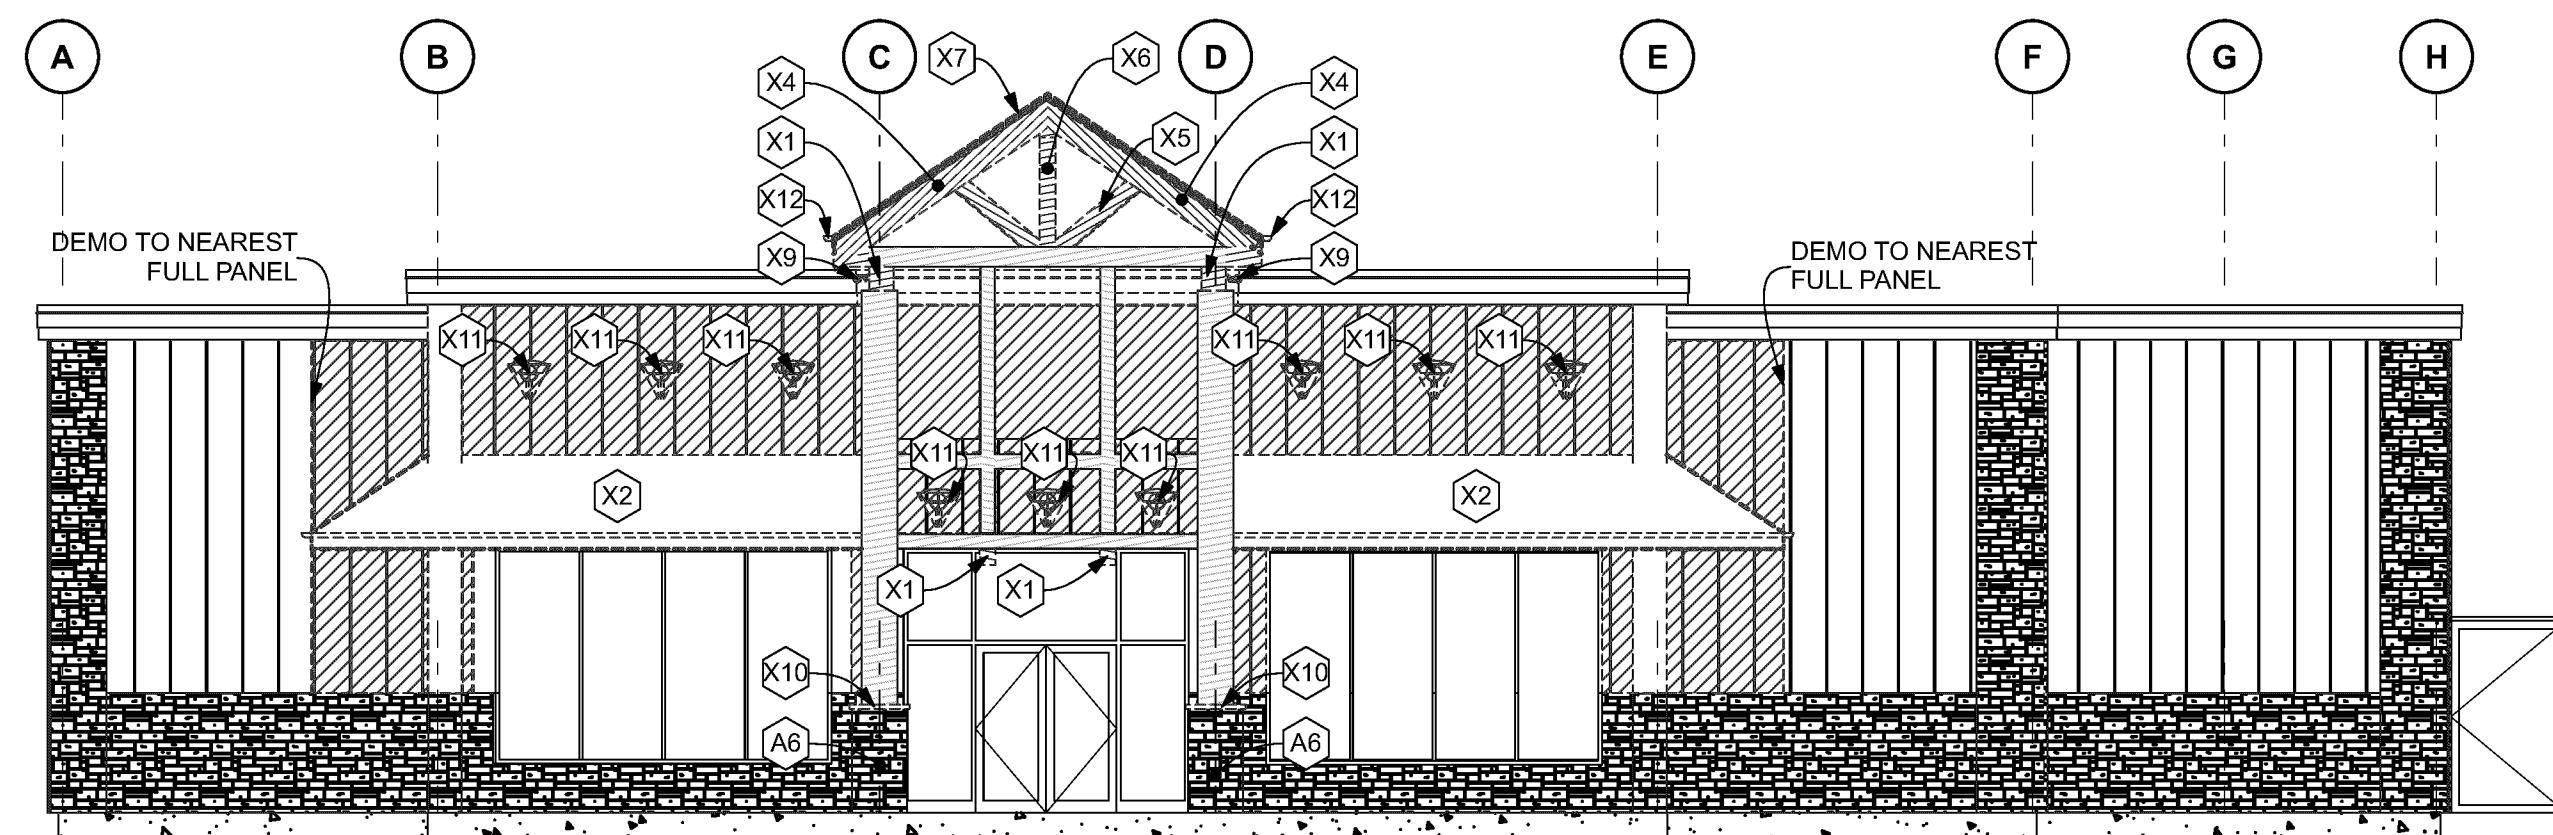 A B C X7 X6 D E F G H
X4 X4
X1 X5 X1
X12 X12
DEMO TO NEAREST
FULL PANEL
X9 X9
DEMO TO NEAREST
FULL PANEL
X11 X11 X11 X11 X11 X11
X11 X11 X11
X2 X2
X1 X1
X10 X10
A6 A6